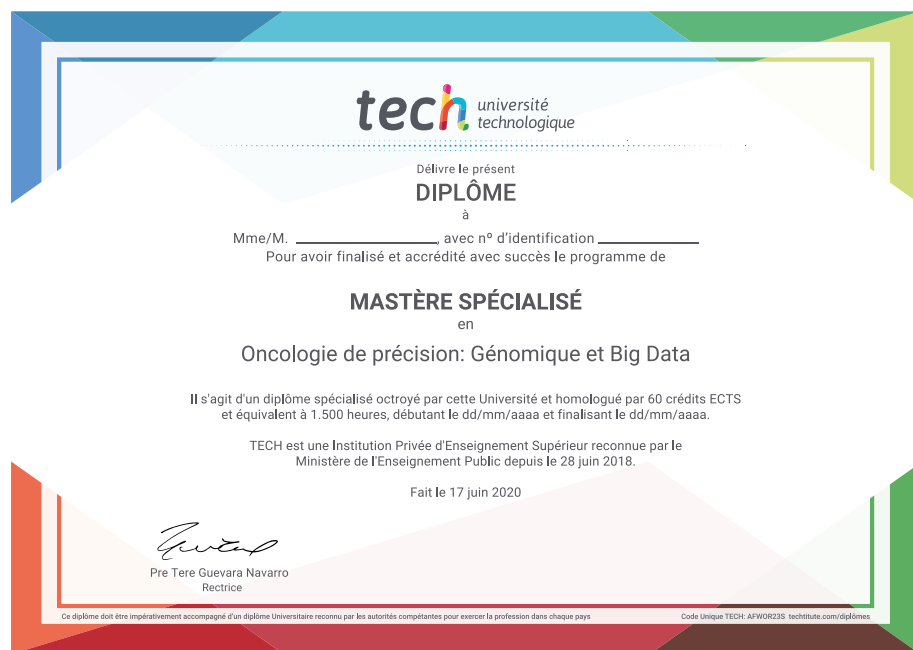 tech université
technologique
Délivre le présent
DIPLÔME
à
Mme/M. ________________, avec nº d'identification ____________
Pour avoir finalisé et accrédité avec succès le programme de
MASTÈRE SPÉCIALISÉ
en
Oncologie de précision: Génomique et Big Data
Il s'agit d'un diplôme spécialisé octroyé par cette Université et homologué par 60 crédits ECTS
et équivalent à 1.500 heures, débutant le dd/mm/aaaa et finalisant le dd/mm/aaaa.
TECH est une Institution Privée d'Enseignement Supérieur reconnue par le
Ministère de l'Enseignement Public depuis le 28 juin 2018.
Fait le 17 juin 2020
Pre Tere Guevara Navarro
Rectrice
Ce diplôme doit être impérativement accompagné d'un diplôme Universitaire reconnu par les autorités compétentes pour exercer la profession dans chaque pays
Code Unique TECH: AFWOR23S techtitute.com/diplômes